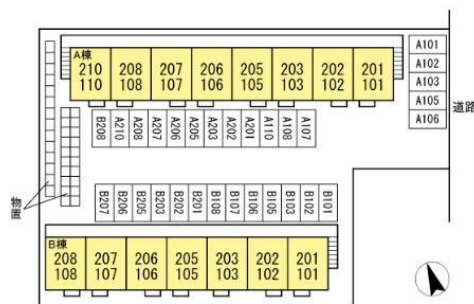 A棟
210 208 207 206 205 203 202 201
110 108 107 106 105 103 102 101
A101
A102
A103
A105
A106
道路
B208 A210 A208 A207 A206 A205 A203 A202 A201 A110 A108 A107
物置
B207 B206 B205 B203 B202 B201 B108 B107 B106 B105 B103 B102 B101
B棟
208 207 206 205 203 202 201
108 107 106 105 103 102 101